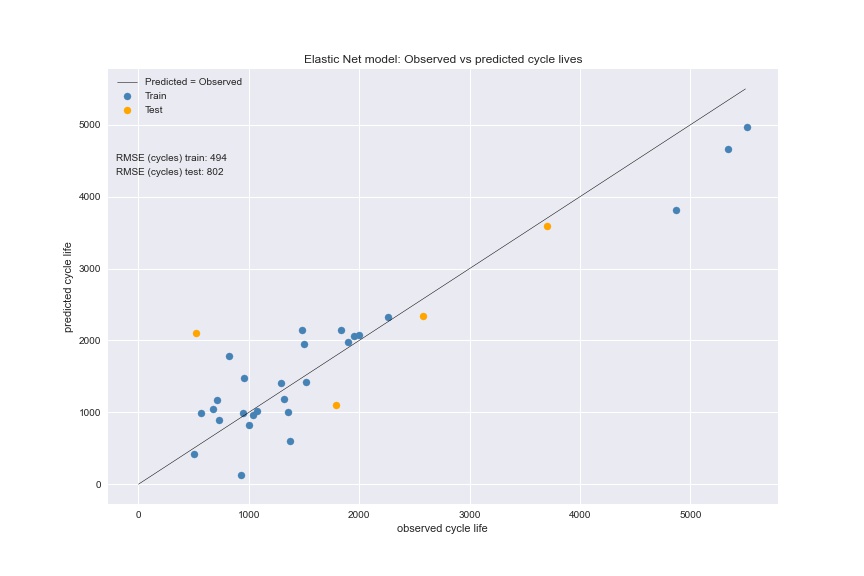 Elastic Net model: Observed vs predicted cycle lives
Predicted = Observed
Train
Test
RMSE (cycles) train: 494
RMSE (cycles) test: 802
predicted cycle life
5000
4000
3000
2000
1000
0
0 1000 2000 3000 4000 5000
observed cycle life